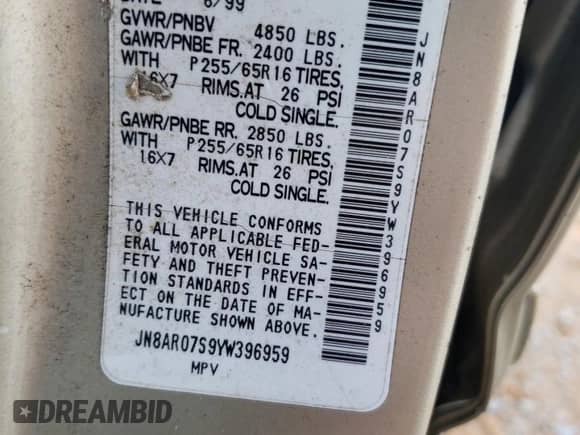 DATE 8/99
GVWR/PNBV 4850 LBS.
GAWR/PNBE FR. 2400 LBS.
WITH P255/65R16 TIRES,
16X7 RIMS.AT 26 PSI
COLD SINGLE.
GAWR/PNBE RR. 2850 LBS.
WITH P255/65R16 TIRES,
16X7 RIMS.AT 26 PSI
COLD SINGLE.
THIS VEHICLE CONFORMS
TO ALL APPLICABLE FED-
ERAL MOTOR VEHICLE SA-
FETY AND THEFT PREVEN-
TION STANDARDS IN EFF-
ECT ON THE DATE OF MA-
NUFACTURE SHOWN ABOVE.
JN8AR07S9YW396959
MPV
JN8AR07S9YW396959
DREAMBID